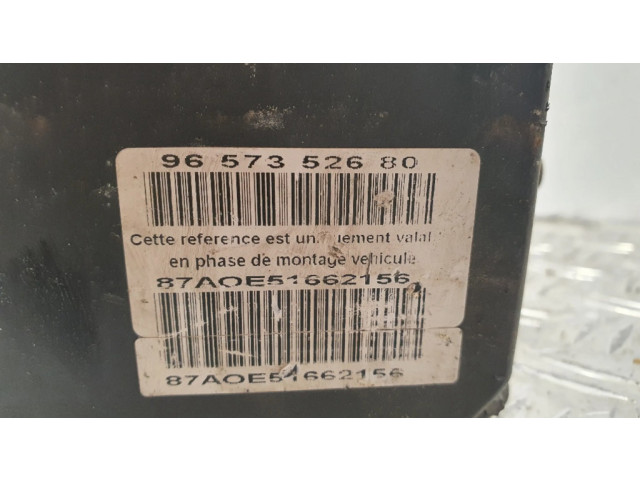 96 573 526 80
Cette reference est
en phase de montage vehicule
87AOE51662156
87AOE51662156